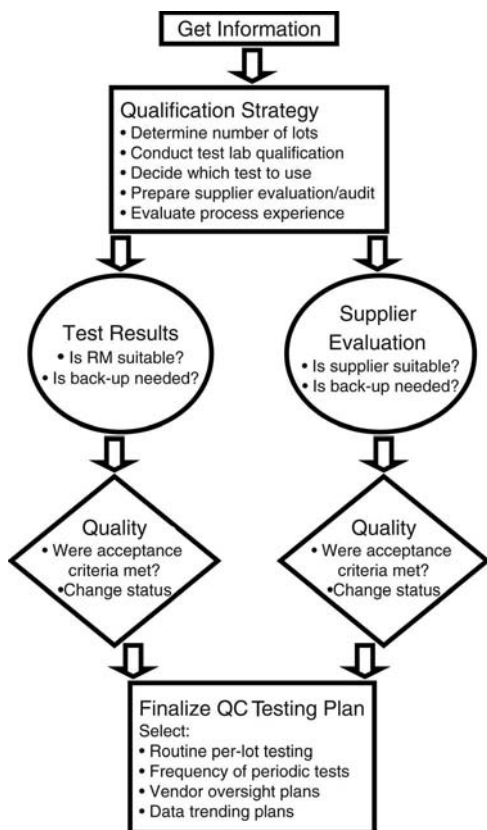 Get Information
Qualification Strategy
• Determine number of lots
• Conduct test lab qualification
• Decide which test to use
• Prepare supplier evaluation/audit
• Evaluate process experience
Test Results
• Is RM suitable?
• Is back-up needed?
Supplier
Evaluation
• Is supplier suitable?
• Is back-up needed?
Quality
• Were acceptance
criteria met?
•Change status
Quality
• Were acceptance
criteria met?
•Change status
Finalize QC Testing Plan
Select:
• Routine per-lot testing
• Frequency of periodic tests
• Vendor oversight plans
• Data trending plans